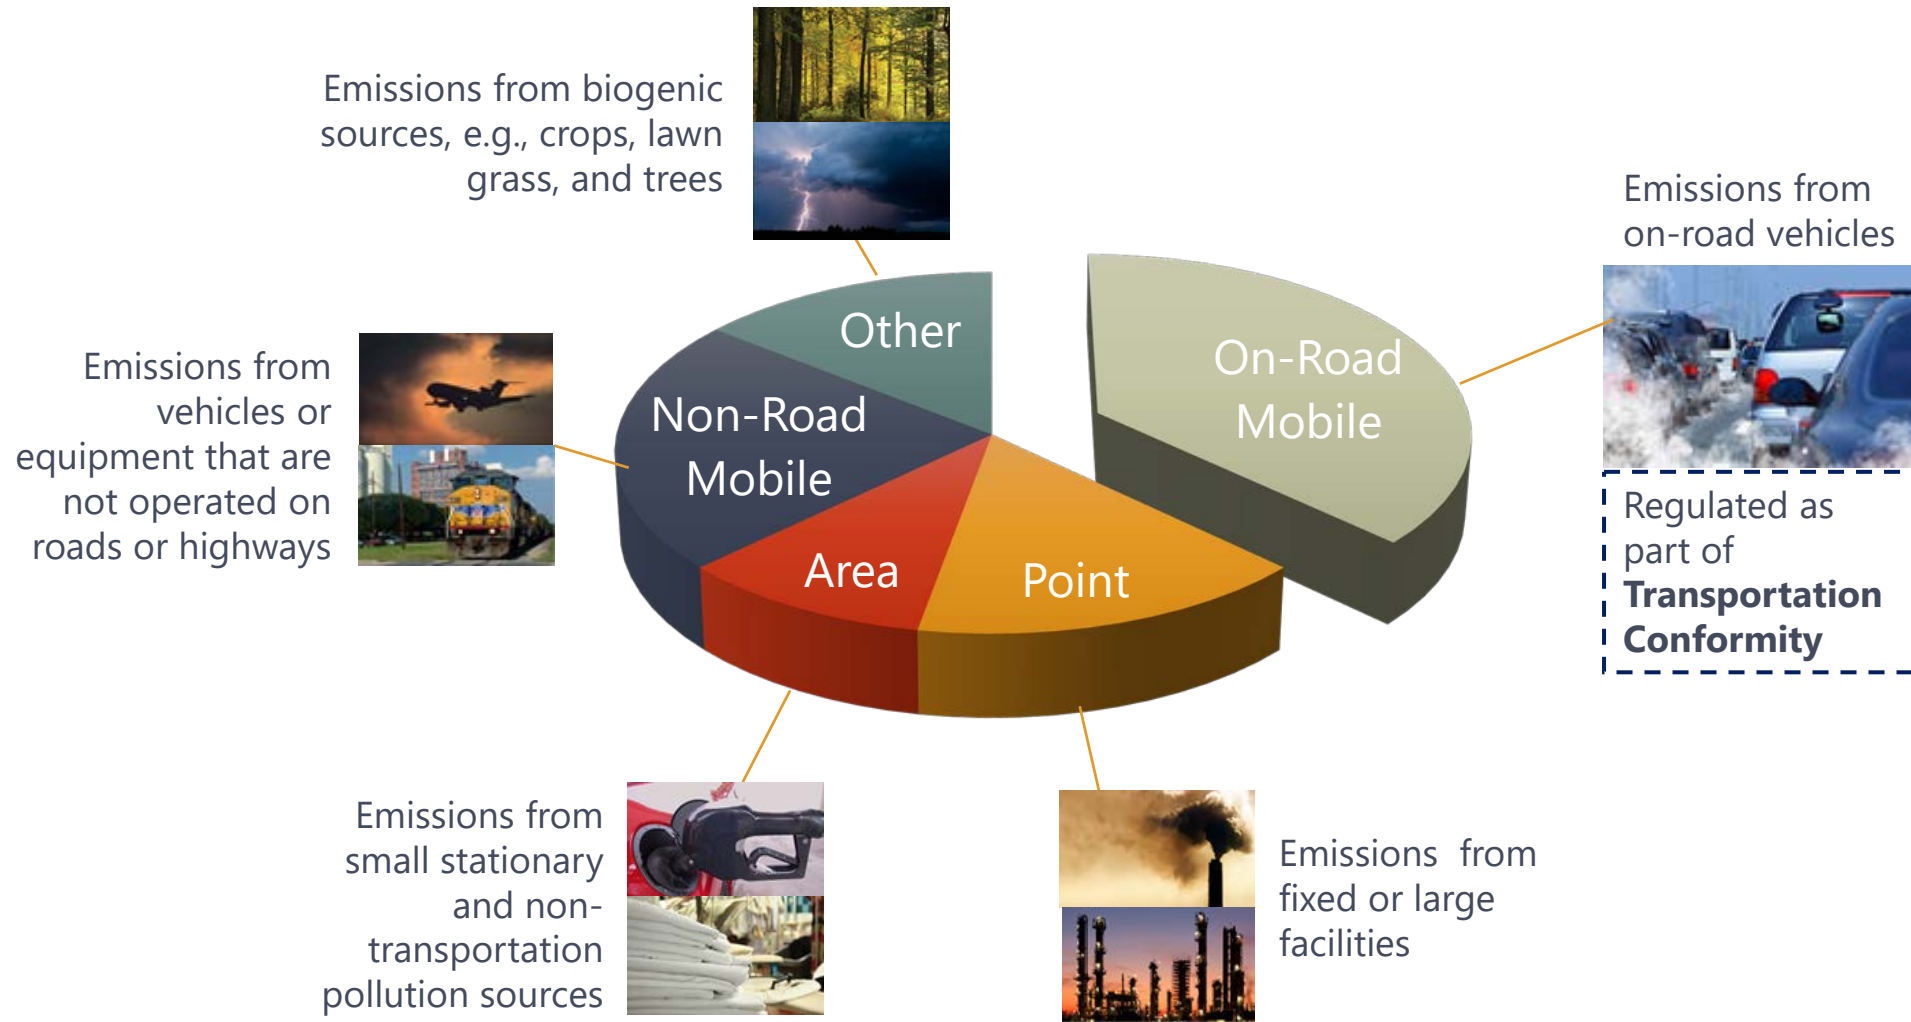 Emissions from biogenic
sources, e.g., crops, lawn
grass, and trees
Emissions from
on-road vehicles
Other
On-Road
Mobile
Emissions from
vehicles or
equipment that are
not operated on
roads or highways
Non-Road
Mobile
Regulated as
part of
Transportation
Conformity
Area
Point
Emissions from
small stationary
and non-
transportation
pollution sources
Emissions  from
fixed or large
facilities